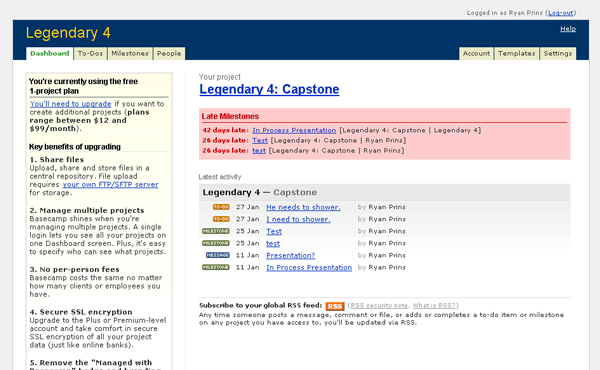 Logged in as Ryan Prins (Log-out)
Legendary 4
Help
Dashboard To-Dos Milestones People
Account Templates Settings
You're currently using the free
1-project plan
You'll need to upgrade if you want to
create additional projects (plans
range between $12 and
$99/month).
Key benefits of upgrading
1. Share files
Upload, share and store files in a
central repository. File upload
requires your own FTP/SFTP server
for storage.
2. Manage multiple projects
Basecamp shines when you're
managing multiple projects. A single
login lets you see all your projects on
one Dashboard screen. Plus, it's easy
to specify who can see what projects.
3. No per-person fees
Basecamp costs the same no matter
how many clients or employees you
have.
4. Secure SSL encryption
Upgrade to the Plus or Premium-level
account and take comfort in secure
SSL encryption of all your project
data (just like online banks).
5. Remove the "Managed with
Your project
Legendary 4: Capstone
Late Milestones
42 days late: In Process Presentation [Legendary 4: Capstone | Legendary 4]
26 days late: Test [Legendary 4: Capstone | Ryan Prins]
26 days late: test [Legendary 4: Capstone | Ryan Prins]
Latest activity
Legendary 4 — Capstone
TO-DO 27 Jan He needs to shower. by Ryan Prins
TO-DO 27 Jan I need to shower. by Ryan Prins
MILESTONE 25 Jan Test by Ryan Prins
MILESTONE 25 Jan test by Ryan Prins
MESSAGE 11 Jan Presentation? by Ryan Prins
MILESTONE 11 Jan In Process Presentation by Ryan Prins
Subscribe to your global RSS feed: RSS (RSS security note, What is RSS?)
Any time someone posts a message, comment or file, or adds or completes a to-do item or milestone
on any project you have access to, you'll be updated via RSS.